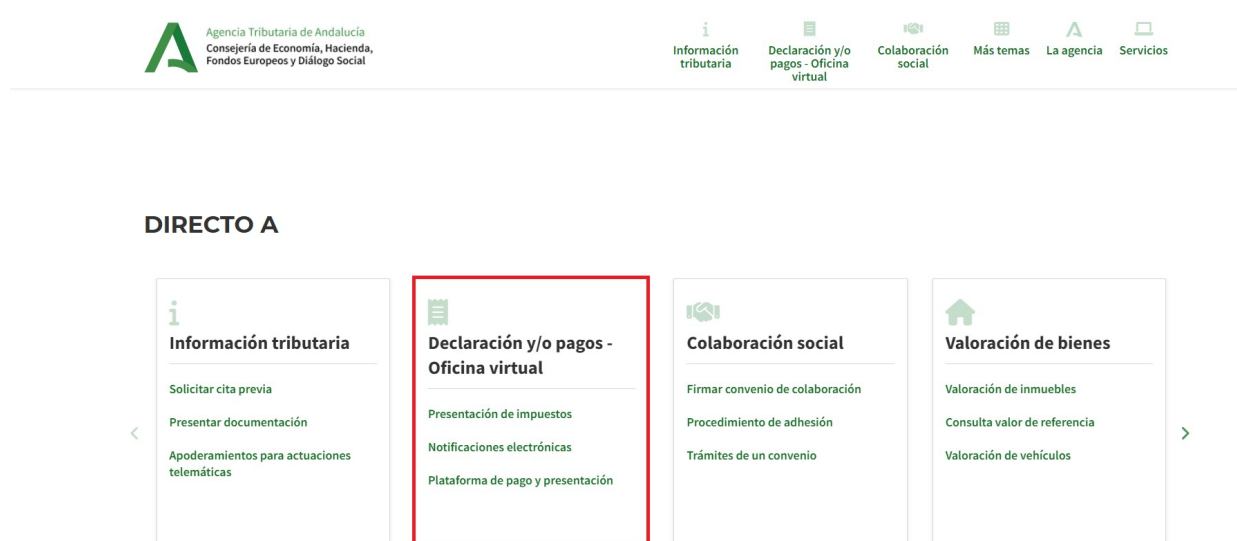 Agencia Tributaria de Andalucía
Consejería de Economía, Hacienda,
Fondos Europeos y Diálogo Social
Información
tributaria
Declaración y/o
pagos - Oficina
virtual
Colaboración
social
Más temas
La agencia
Servicios
DIRECTO A
Información tributaria
Solicitar cita previa
Presentar documentación
Apoderamientos para actuaciones
telemáticas
Declaración y/o pagos -
Oficina virtual
Presentación de impuestos
Notificaciones electrónicas
Plataforma de pago y presentación
Colaboración social
Firmar convenio de colaboración
Procedimiento de adhesión
Trámites de un convenio
Valoración de bienes
Valoración de inmuebles
Consulta valor de referencia
Valoración de vehículos